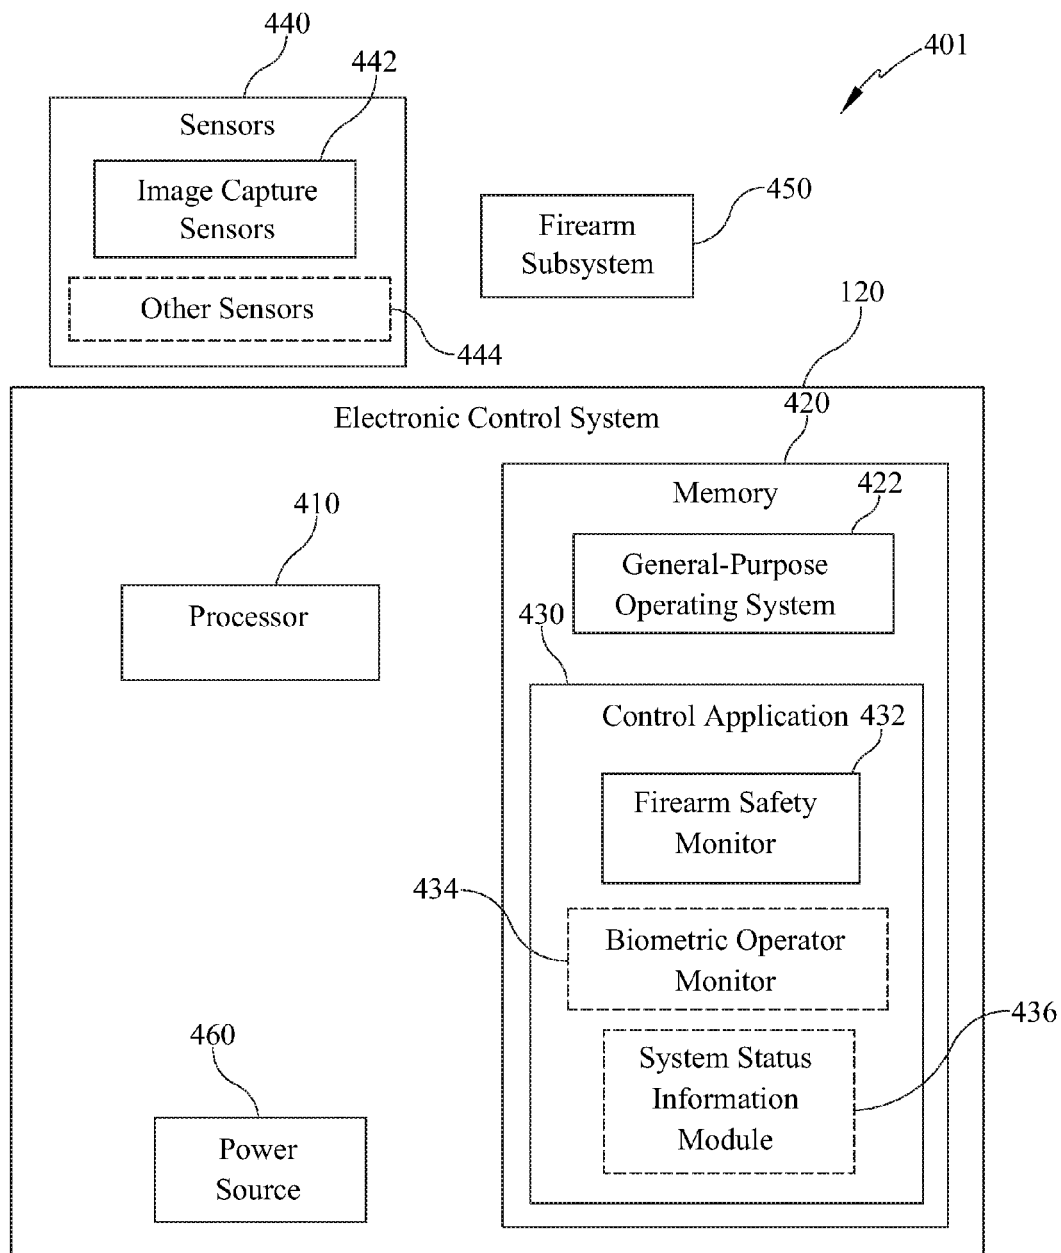 440
442
401
Sensors
Image Capture
Sensors
450
Firearm
Subsystem
Other Sensors
444
120
Electronic Control System
420
Memory
422
410
General-Purpose
Operating System
Processor
430
Control Application
432
Firearm Safety
Monitor
434
Biometric Operator
Monitor
436
System Status
Information
Module
460
Power
Source